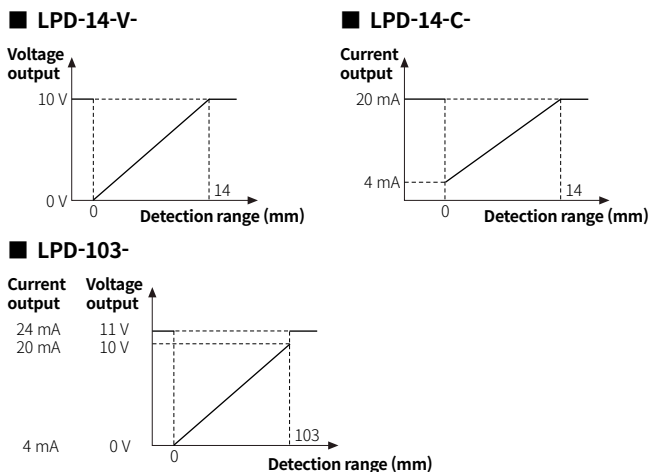 ■ LPD-14-V-
Voltage
output
10 V
0 V
0
14
Detection range (mm)
■ LPD-14-C-
Current
output
20 mA
4 mA
0
14
Detection range (mm)
■ LPD-103-
Current Voltage
output output
24 mA 11 V
20 mA 10 V
4 mA 0 V
0
103
Detection range (mm)